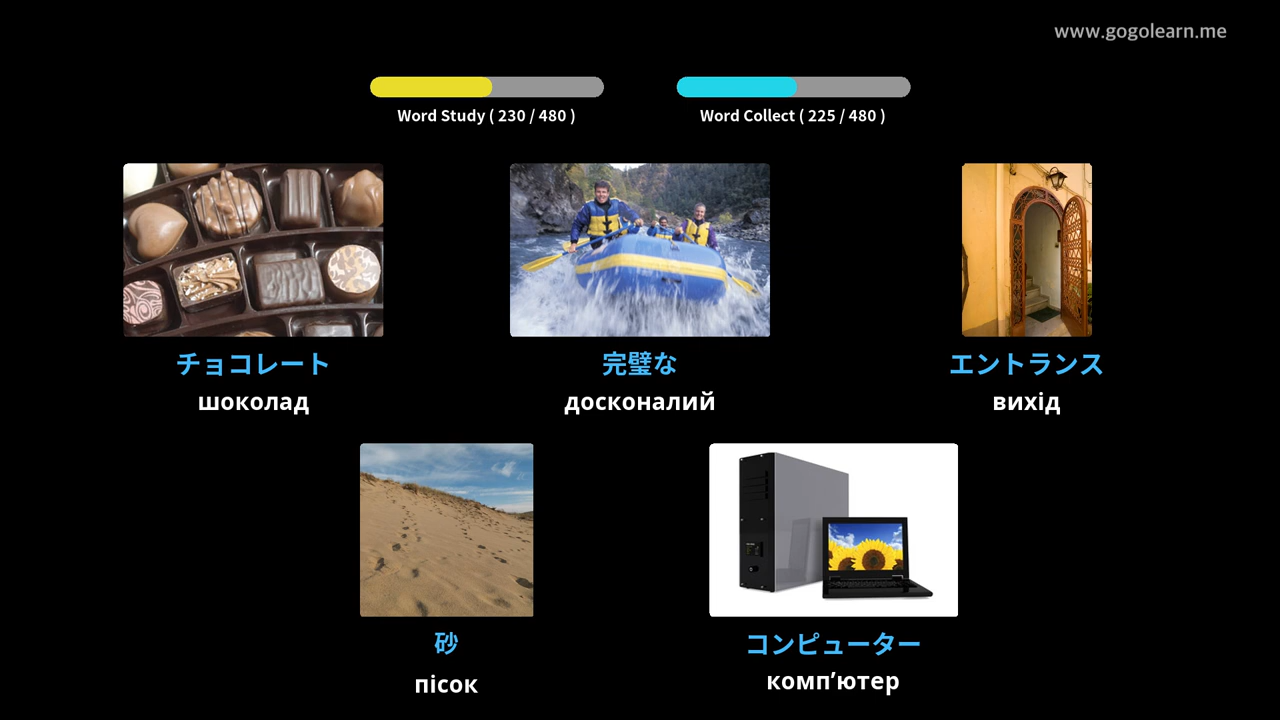 www.gogolearn.me
Word Study ( 230 / 480 )
Word Collect ( 225 / 480 )
チョコレート
шоколад
完璧な
досконалий
エントランス
вихід
砂
пісок
コンピューター
комп’ютер